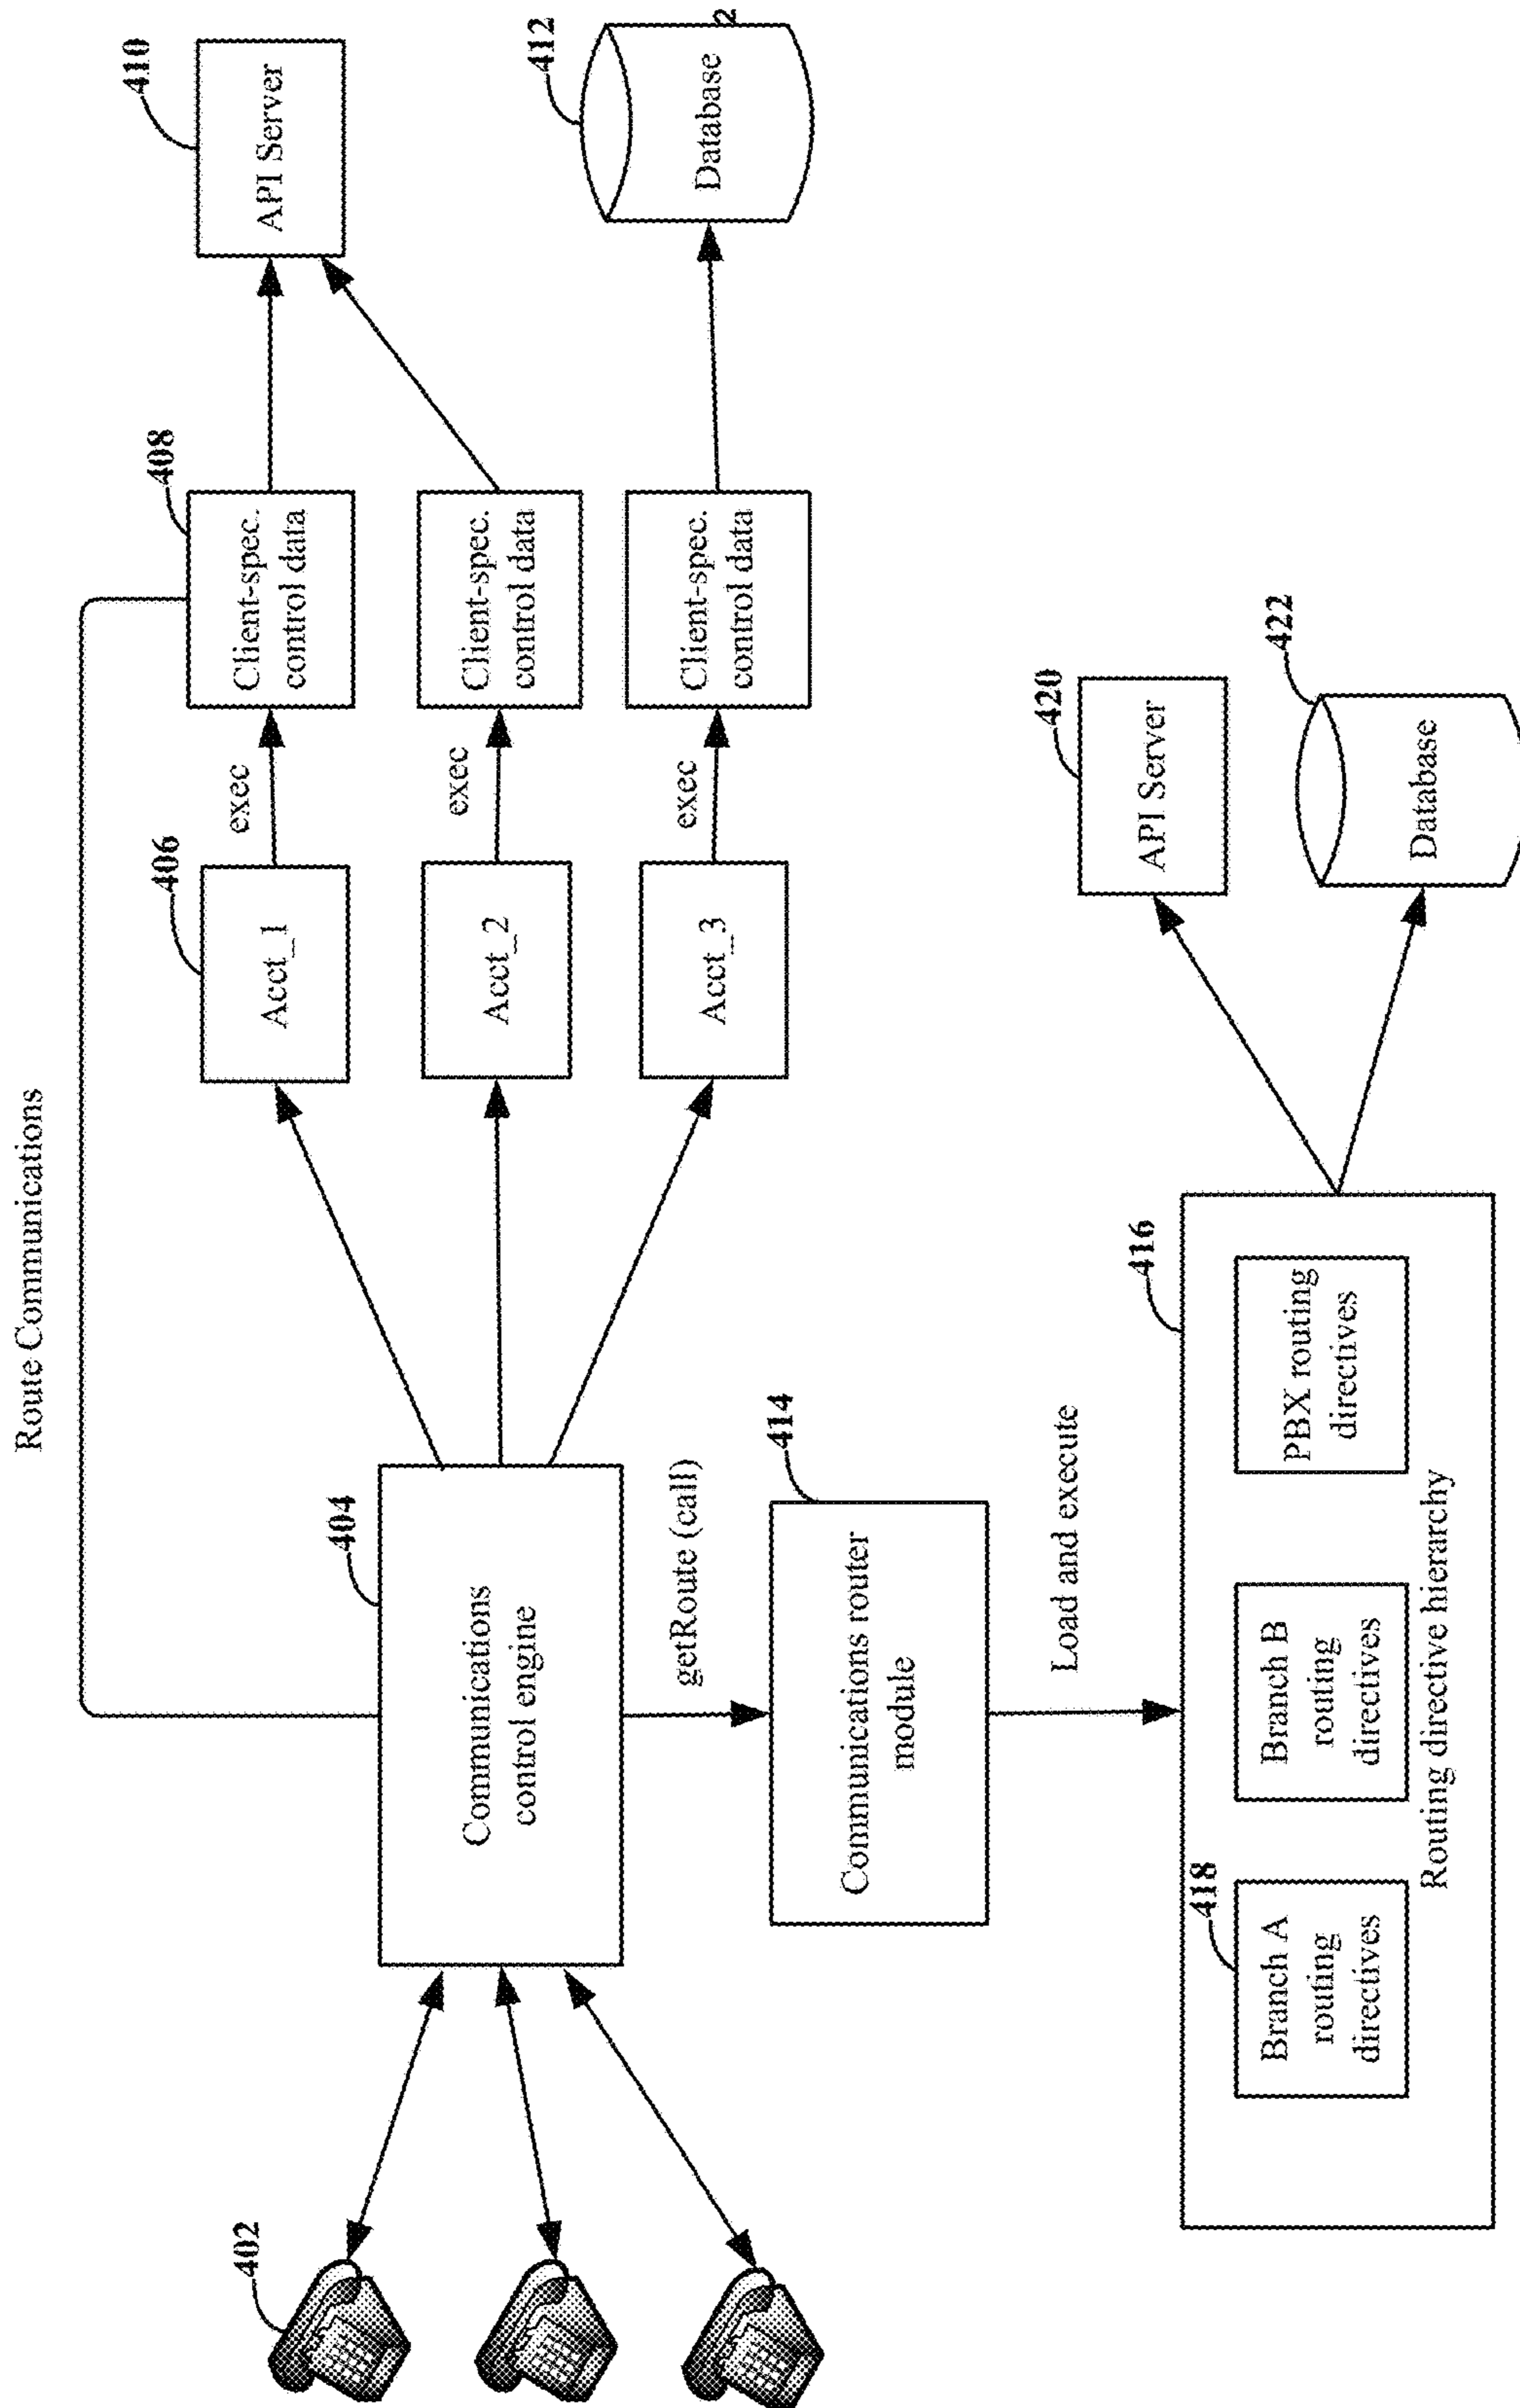 Route Communications
402
404
Communications
control engine
406
Acct_1
exec
408
Client-spec.
control data
410
API Server
Acct_2
exec
Client-spec.
control data
Acct_3
exec
Client-spec.
control data
412
Database
2
getRoute (call)
414
Communications router
module
Load and execute
416
418
Branch A
routing
directives
Branch B
routing
directives
PBX routing
directives
Routing directive hierarchy
420
API Server
422
Database